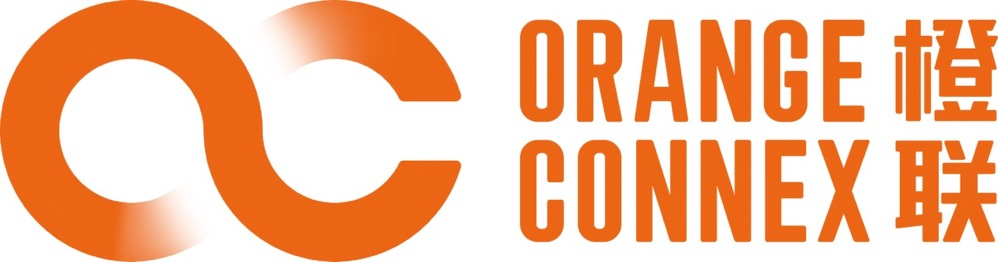 ORANGE 橙
CONNEX 联